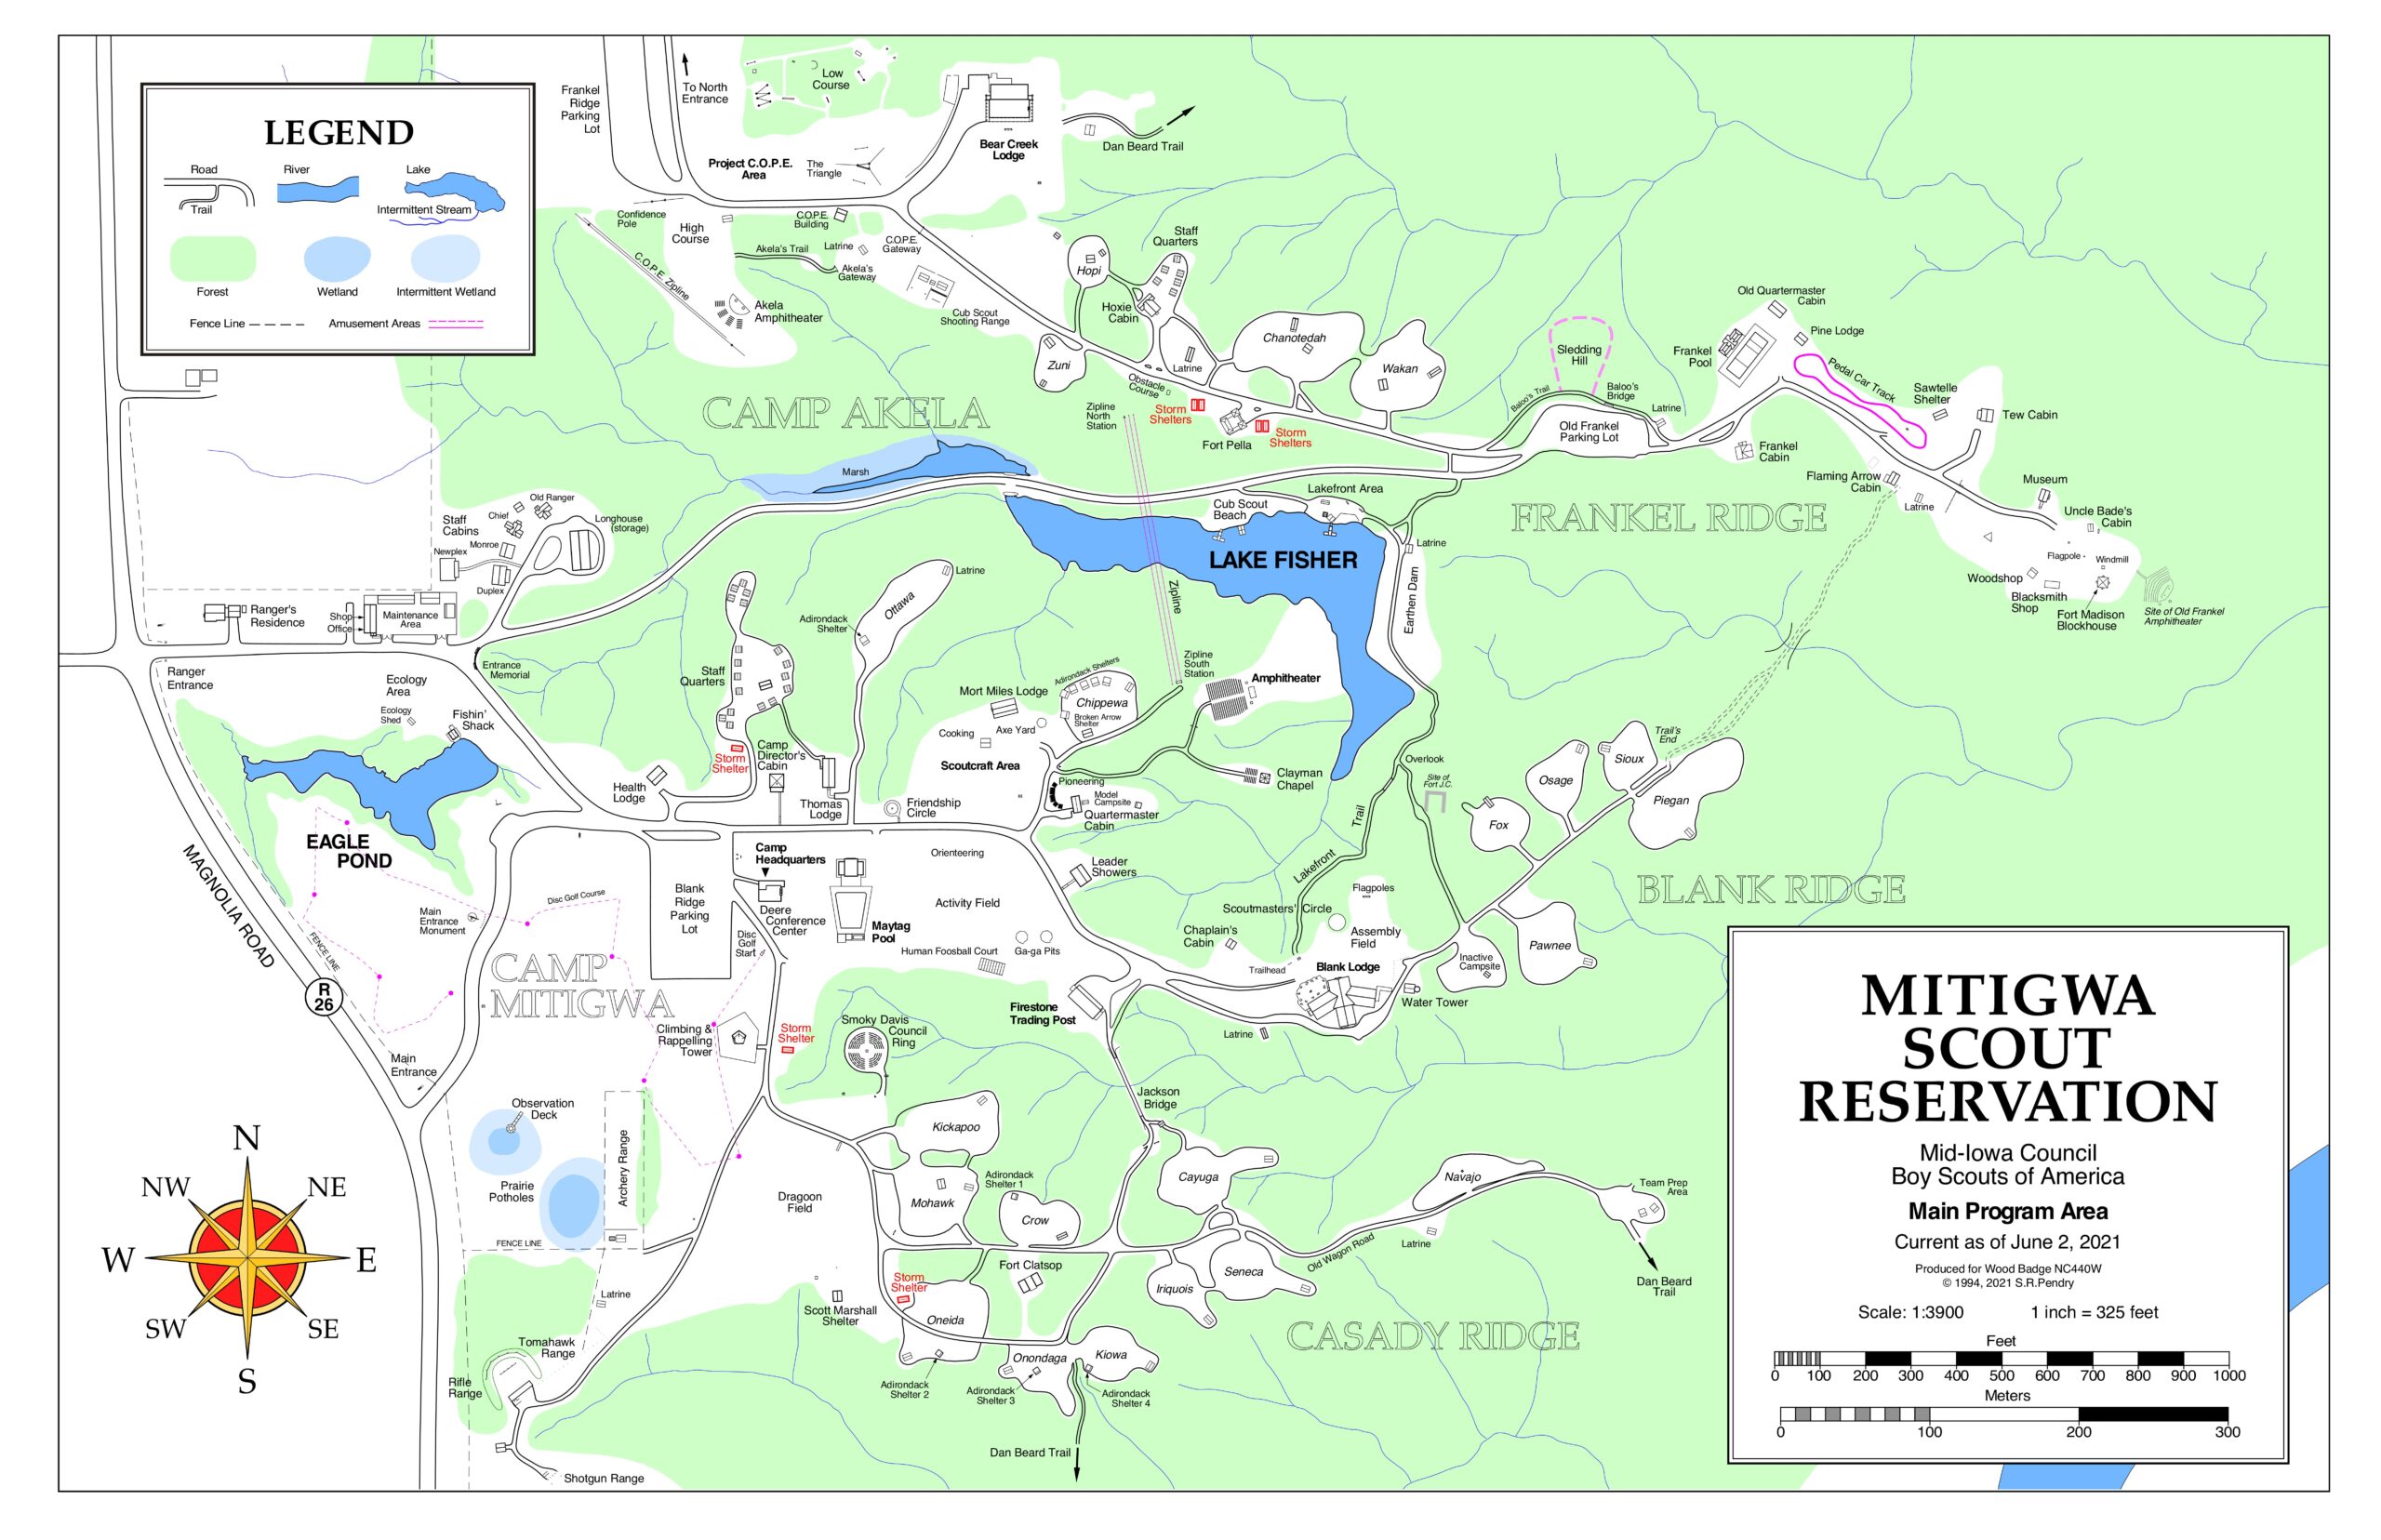 LEGEND
Road
River
Lake
Trail
Intermittent Stream
Forest
Wetland
Intermittent Wetland
Fence Line
Amusement Areas
Frankel
Ridge
Parking
Lot
To North
Entrance
Low
Course
Bear Creek
Lodge
Dan Beard Trail
Project C.O.P.E.
Area
The
Triangle
Confidence
Pole
High
Course
C.O.P.E.
Building
C.O.P.E.
Gateway
Akela's Trail
Latrine
Akela's
Gateway
C.O.P.E. Zipline
Akela
Amphitheater
Cub Scout
Shooting Range
Hopi
Staff
Quarters
Hoxie
Cabin
Zuni
Latrine
Chanotedah
Wakan
Obstacle
Course
Storm
Shelters
Storm
Shelters
Fort Pella
Zipline
North
Station
Sledding
Hill
Baloo's Trail
Baloo's
Bridge
Latrine
Old Frankel
Parking Lot
Old Quartermaster
Cabin
Pine Lodge
Frankel
Pool
Pedal Car Track
Sawtelle
Shelter
Tew Cabin
Frankel
Cabin
Flaming Arrow
Cabin
Latrine
Museum
Uncle Bade's
Cabin
Flagpole
Windmill
Woodshop
Blacksmith
Shop
Fort Madison
Blockhouse
Site of Old Frankel
Amphitheater
CAMP AKELA
FRANKEL RIDGE
Marsh
Lakefront Area
Cub Scout
Beach
LAKE FISHER
Latrine
Earthen Dam
Zipline
Old Ranger
Chief
Staff
Cabins
Longhouse
(storage)
Monroe
Newplex
Duplex
Ranger's
Residence
Shop
Office
Maintenance
Area
Entrance
Memorial
Ranger
Entrance
Ecology
Area
Ecology
Shed
Fishin'
Shack
EAGLE
POND
Staff
Quarters
Storm
Shelter
Camp
Director's
Cabin
Health
Lodge
Thomas
Lodge
Adirondack
Shelter
Ottawa
Latrine
Mort Miles Lodge
Adirondack Shelters
Chippewa
Broken Arrow
Shelter
Axe Yard
Cooking
Scoutcraft Area
Zipline
South
Station
Amphitheater
Clayman
Chapel
Pioneering
Model
Campsite
Quartermaster
Cabin
Friendship
Circle
Overlook
Site of
Fort J.C.
Lakefront Trail
Trail's
End
Sioux
Osage
Piegan
Fox
Pawnee
Inactive
Campsite
BLANK RIDGE
MAGNOLIA ROAD
R
26
FENCE LINE
Main
Entrance
Monument
Disc Golf Course
Blank
Ridge
Parking
Lot
Camp
Headquarters
Deere
Conference
Center
Disc
Golf
Start
Maytag
Pool
Orienteering
Activity Field
Human Foosball Court
Ga-ga Pits
Leader
Showers
Flagpoles
Scoutmasters' Circle
Assembly
Field
Chaplain's
Cabin
Trailhead
Blank Lodge
Water Tower
Latrine
Firestone
Trading Post
CAMP
MITIGWA
Climbing &
Rappelling
Tower
Storm
Shelter
Smoky Davis
Council
Ring
Main
Entrance
Jackson
Bridge
Observation
Deck
Prairie
Potholes
Archery Range
FENCE LINE
Kickapoo
Mohawk
Adirondack
Shelter 1
Crow
Cayuga
Dragoon
Field
Navajo
Team Prep
Area
Old Wagon Road
Latrine
Dan Beard
Trail
Seneca
Iriquois
Fort Clatsop
Storm
Shelter
Oneida
Scott Marshall
Shelter
Latrine
Tomahawk
Range
Rifle
Range
Shotgun Range
Onondaga
Kiowa
Adirondack
Shelter 2
Adirondack
Shelter 3
Adirondack
Shelter 4
Dan Beard Trail
CASADY RIDGE
N
NW
NE
W
E
SW
SE
S
MITIGWA
SCOUT
RESERVATION
Mid-Iowa Council
Boy Scouts of America
Main Program Area
Current as of June 2, 2021
Produced for Wood Badge NC440W
© 1994, 2021 S.R.Pendry
Scale: 1:3900 1 inch = 325 feet
Feet
0 100 200 300 400 500 600 700 800 900 1000
Meters
0 100 200 300